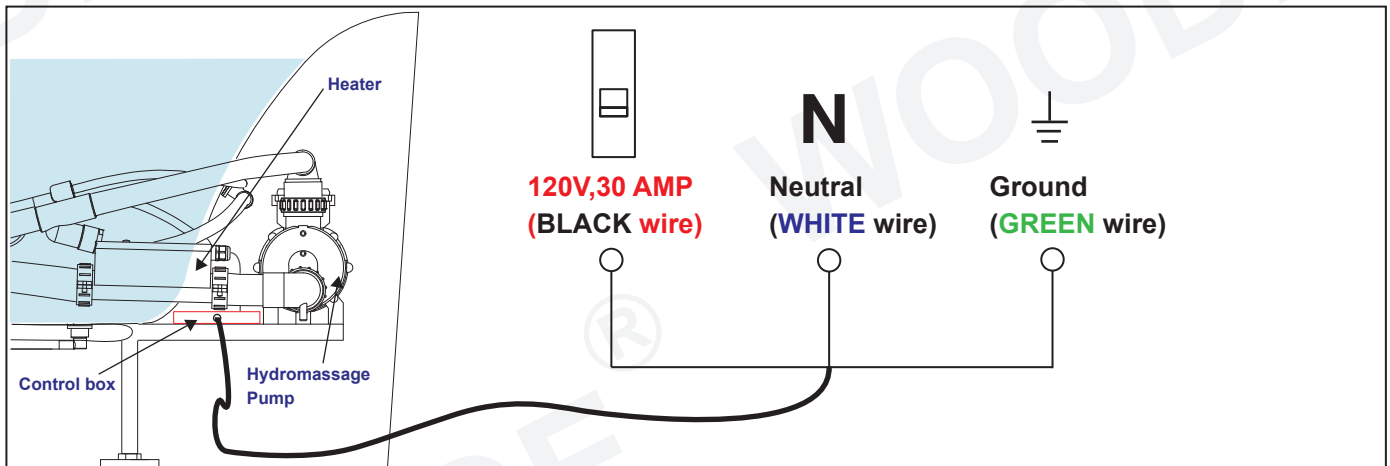 Heater
Control box
Hydromassage
Pump
120V,30 AMP
(BLACK wire)
N
Neutral
(WHITE wire)
Ground
(GREEN wire)
®